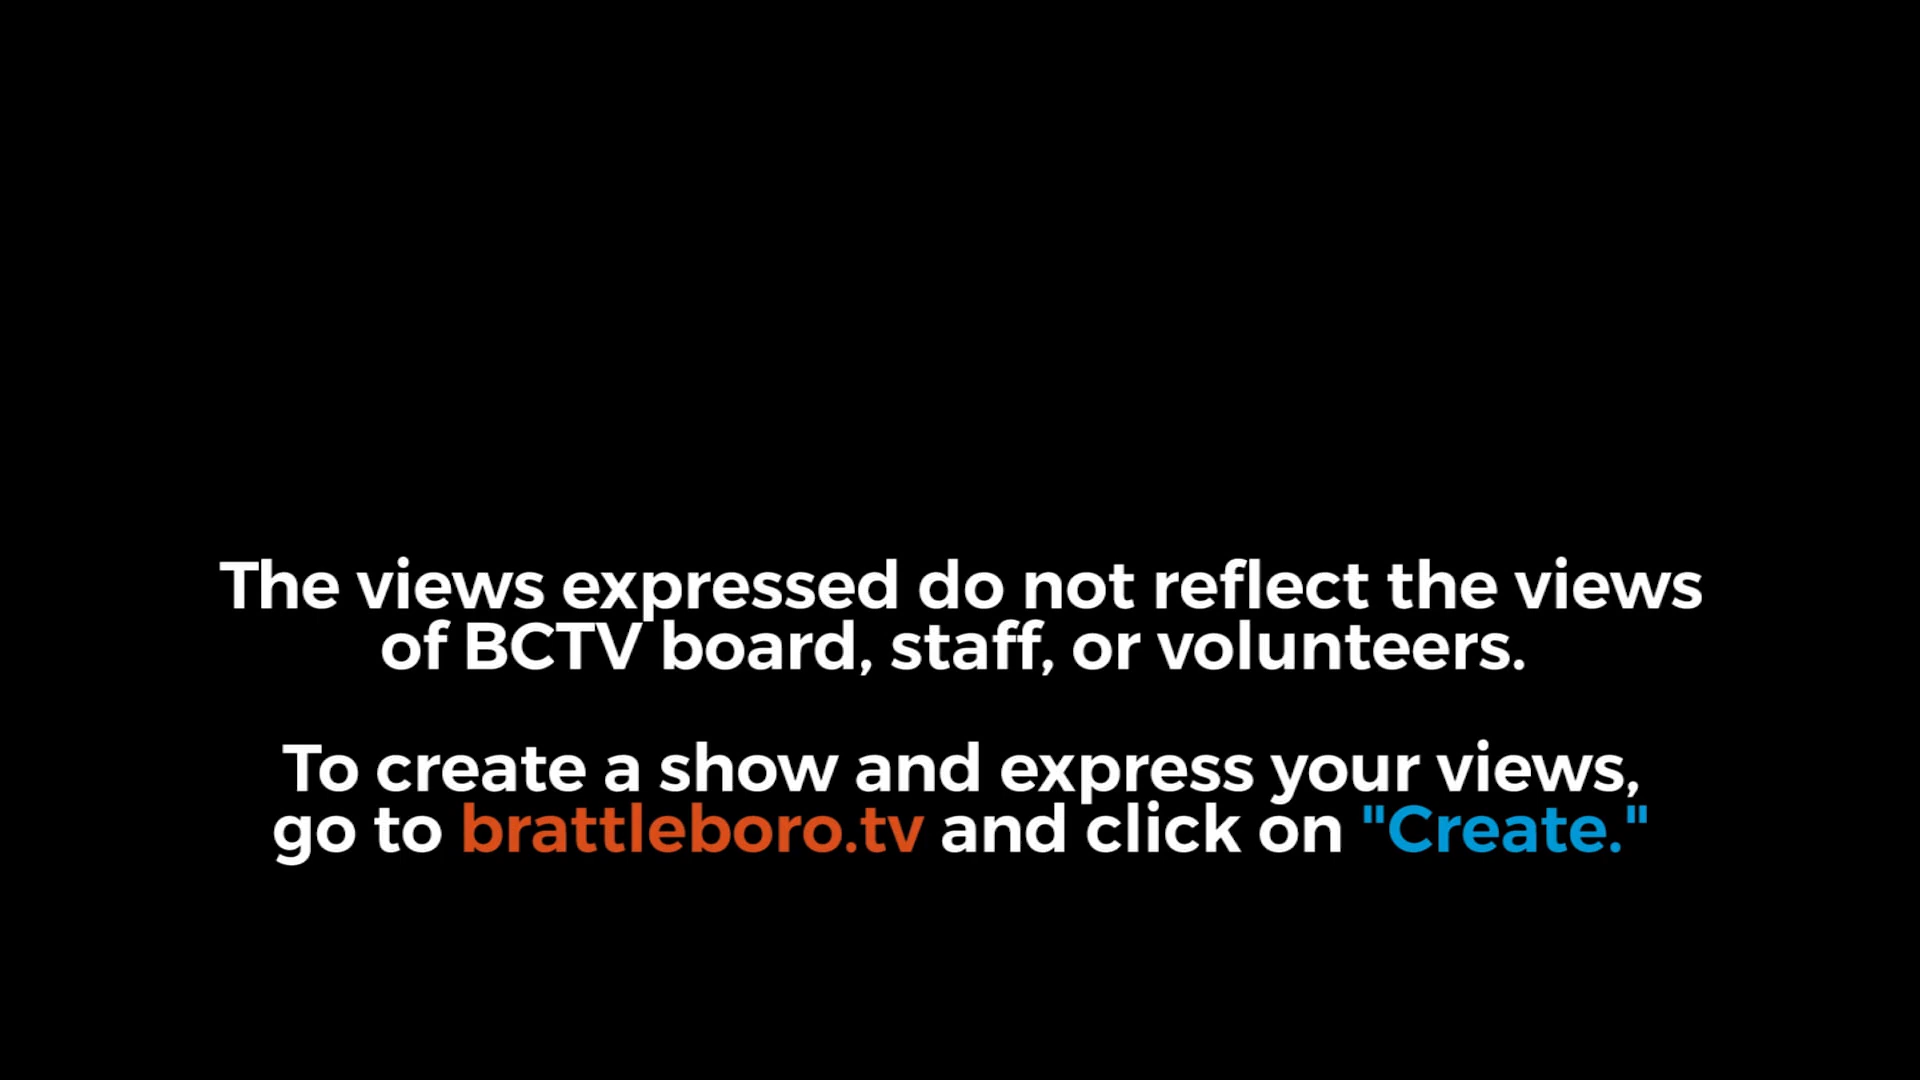 The views expressed do not reflect the views
of BCTV board, staff, or volunteers.
To create a show and express your views,
go to brattleboro.tv and click on "Create."